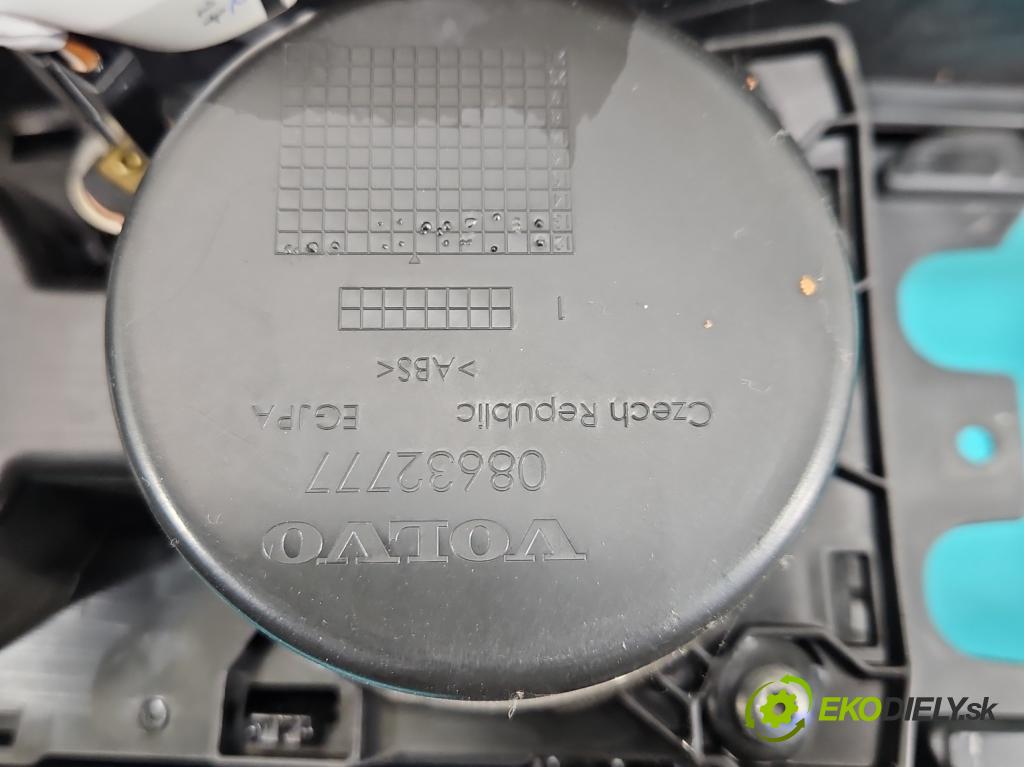 VOLVO
08632777
Czech Republic EGJPA
>ABS<
1
EKODIELY.sk